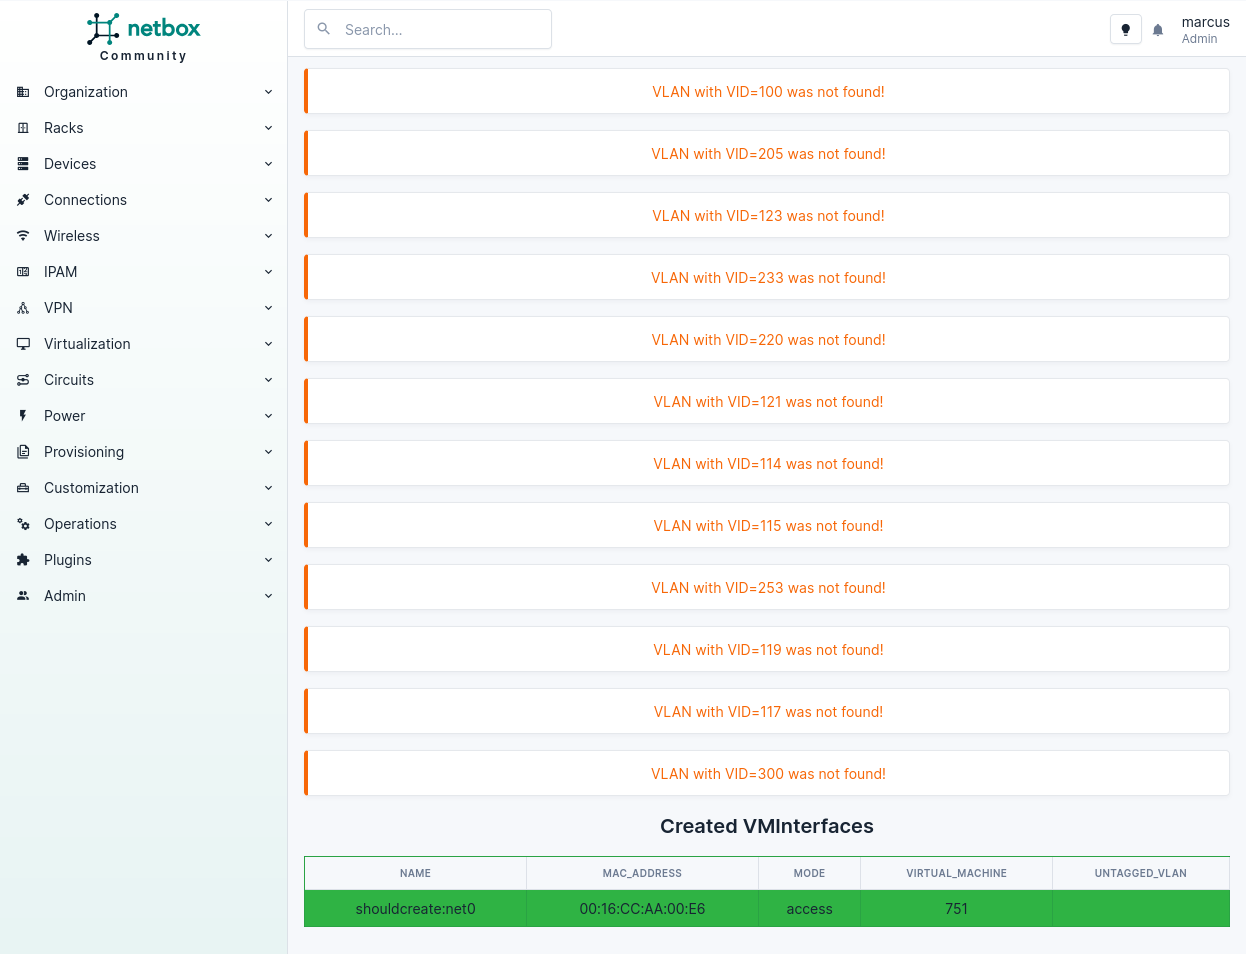 netbox
Community
Organization
Racks
Devices
Connections
Wireless
IPAM
VPN
Virtualization
Circuits
Power
Provisioning
Customization
Operations
Plugins
Admin
Search...
marcus
Admin
VLAN with VID=100 was not found!
VLAN with VID=205 was not found!
VLAN with VID=123 was not found!
VLAN with VID=233 was not found!
VLAN with VID=220 was not found!
VLAN with VID=121 was not found!
VLAN with VID=114 was not found!
VLAN with VID=115 was not found!
VLAN with VID=253 was not found!
VLAN with VID=119 was not found!
VLAN with VID=117 was not found!
VLAN with VID=300 was not found!
Created VMInterfaces
NAME MAC_ADDRESS MODE VIRTUAL_MACHINE UNTAGGED_VLAN
shouldcreate:net0 00:16:CC:AA:00:E6 access 751